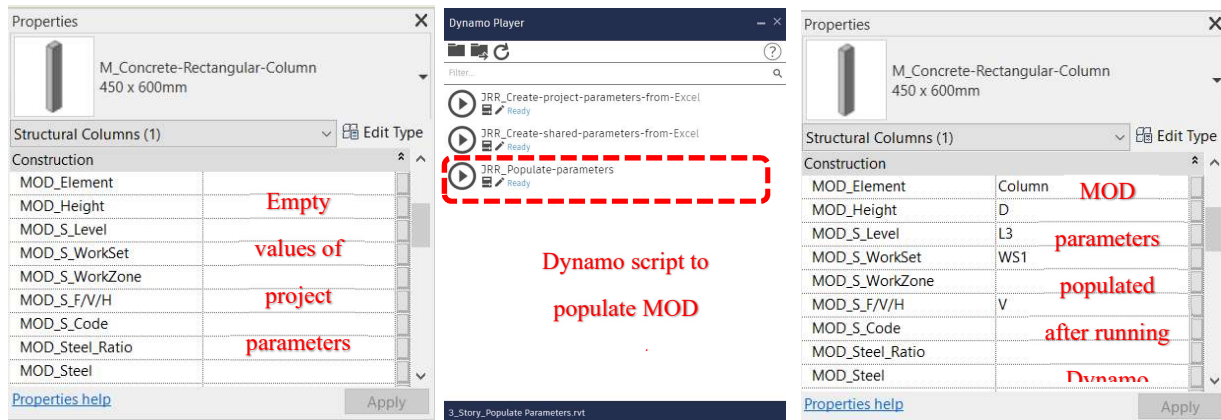 Properties
M_Concrete-Rectangular-Column
450 x 600mm
Structural Columns (1)
Edit Type
Construction
MOD_Element
MOD_Height
MOD_S_Level
MOD_S_WorkSet
MOD_S_WorkZone
MOD_S_F/V/H
MOD_S_Code
MOD_Steel_Ratio
MOD_Steel
Empty
values of
project
parameters
Properties help
Apply
Dynamo Player
Filter...
JRR_Create-project-parameters-from-Excel
Ready
JRR_Create-shared-parameters-from-Excel
Ready
JRR_Populate-parameters
Ready
Dynamo script to
populate MOD
3_Story_Populate Parameters.rvt
Properties
M_Concrete-Rectangular-Column
450 x 600mm
Structural Columns (1)
Edit Type
Construction
MOD_Element Column
MOD_Height D
MOD_S_Level L3
MOD_S_WorkSet WS1
MOD_S_WorkZone
MOD_S_F/V/H V
MOD_S_Code
MOD_Steel_Ratio
MOD_Steel
MOD
parameters
populated
after running
Dynamo
Properties help
Apply